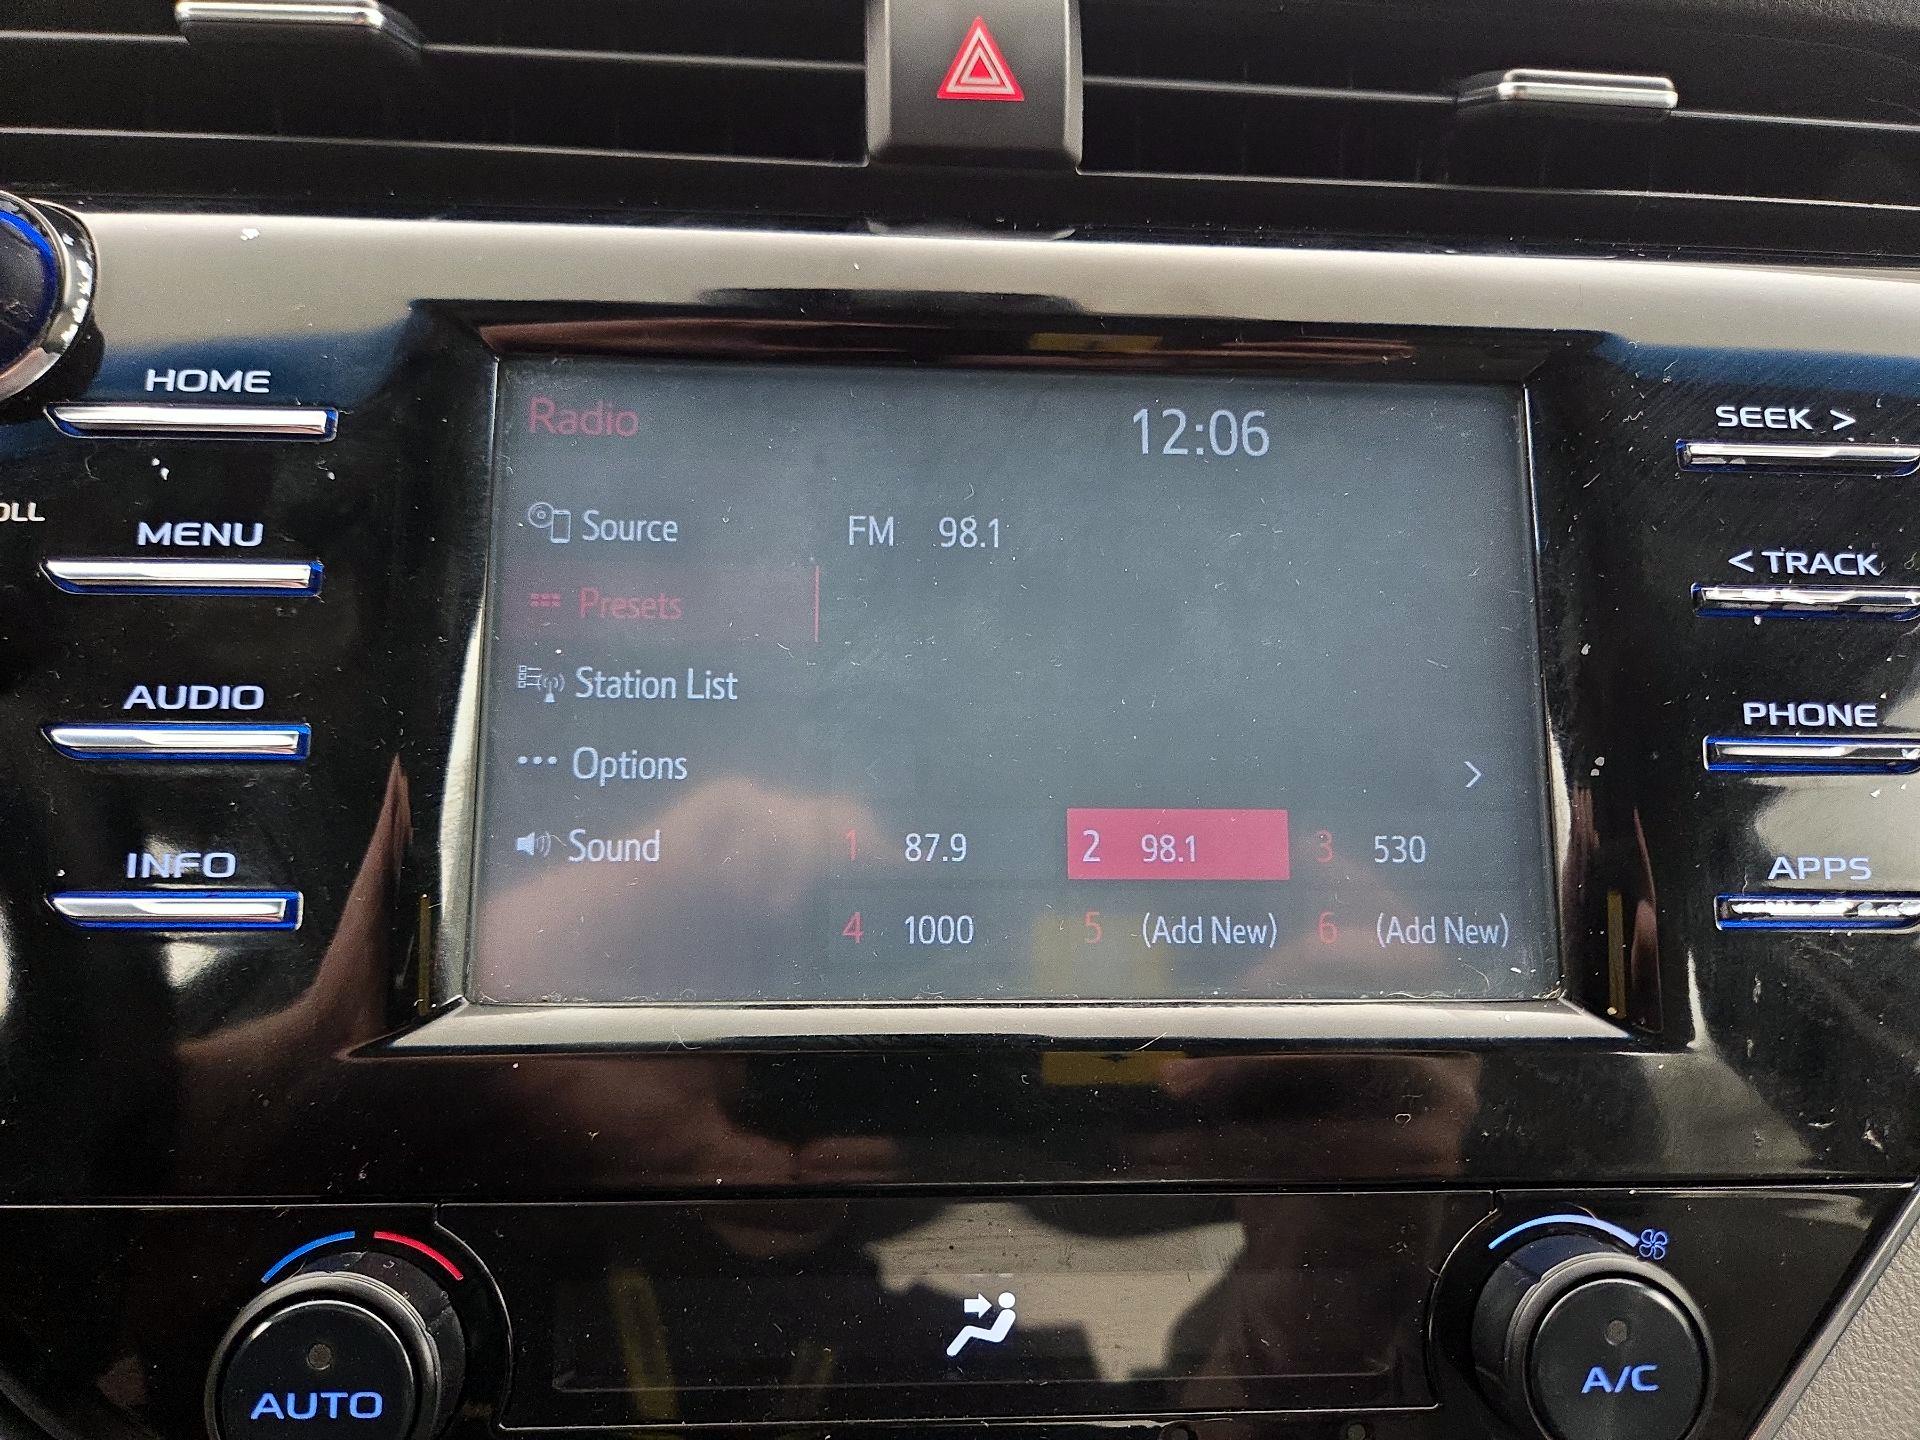 HOME
MENU
AUDIO
INFO
Radio
12:06
Source
Presets
Station List
Options
Sound
FM 98.1
1 87.9
2 98.1
3 530
4 1000
5 (Add New)
6 (Add New)
SEEK >
< TRACK
PHONE
APPS
AUTO
A/C